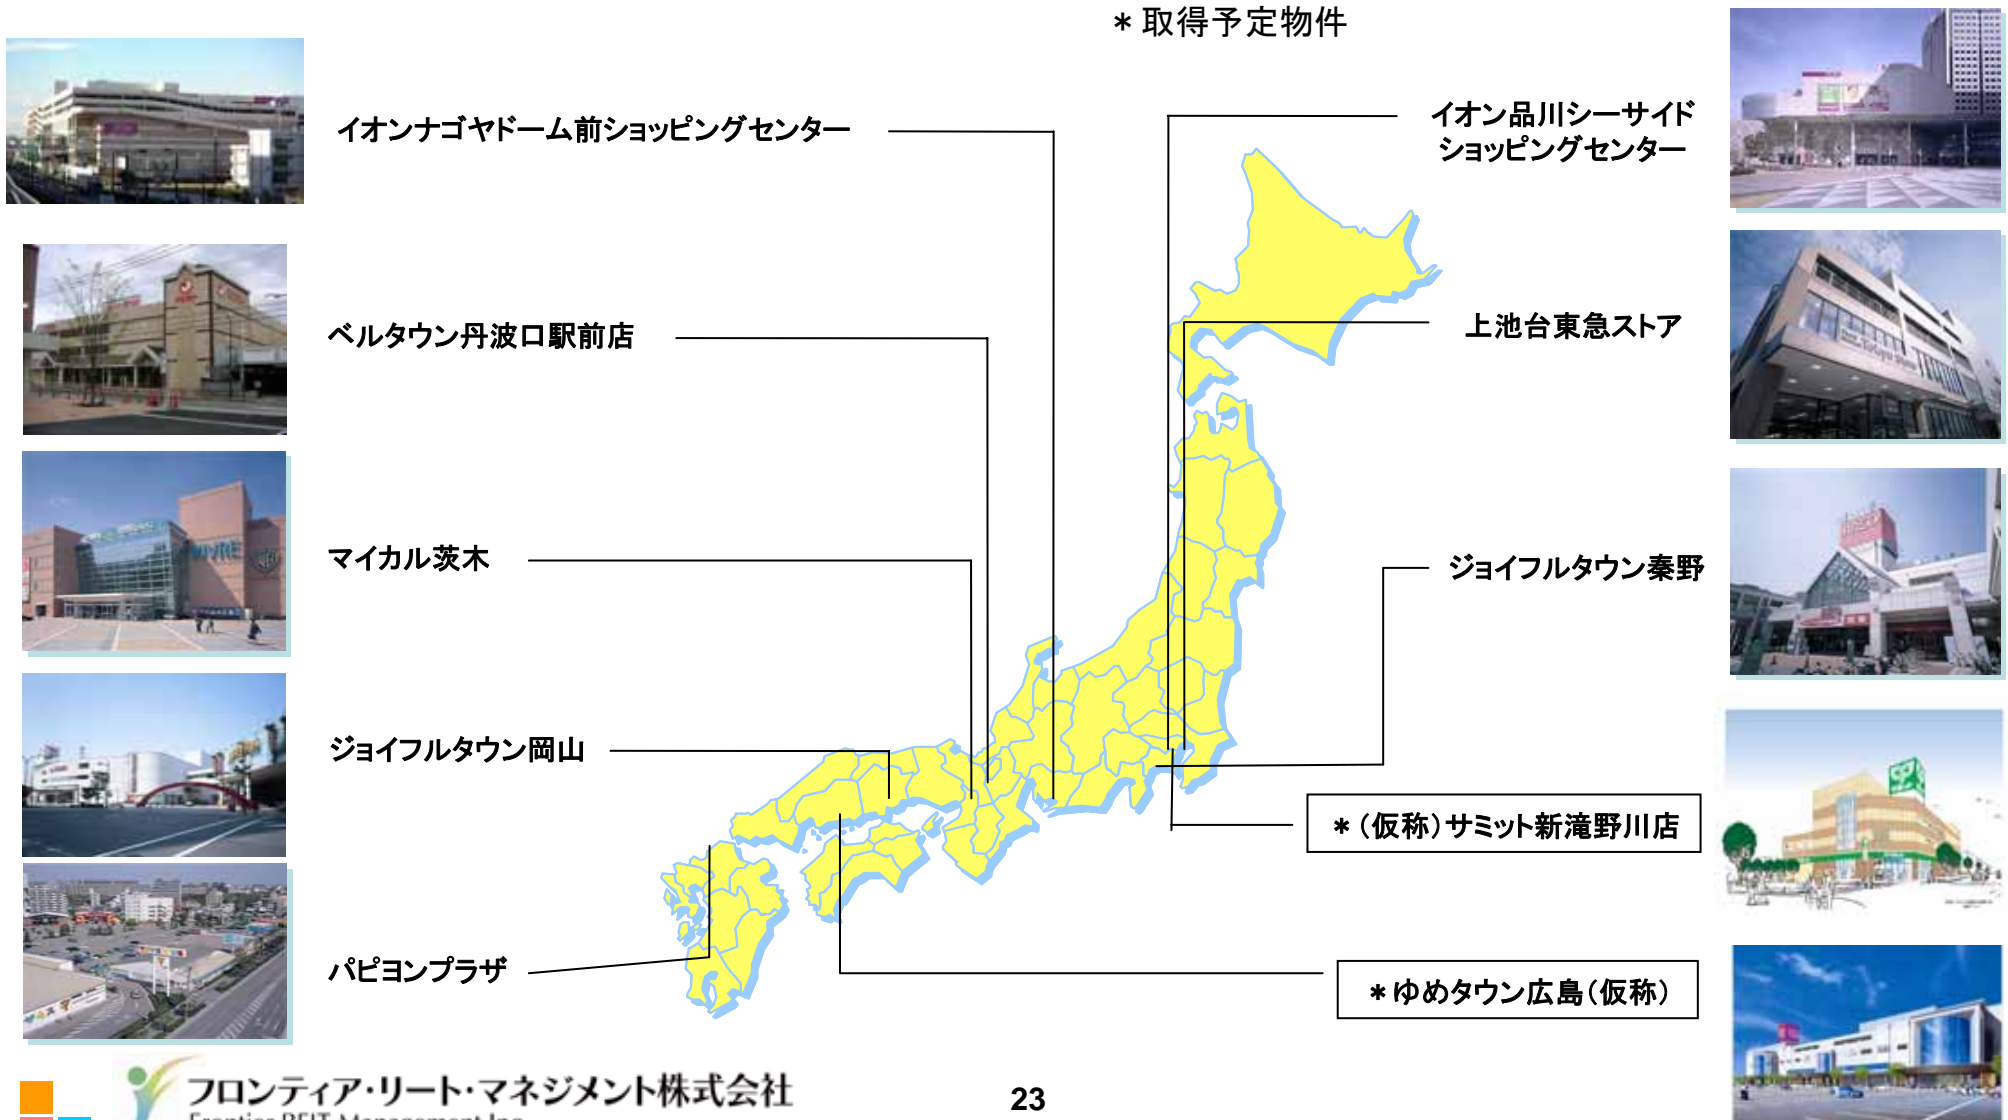 ＊取得予定物件
イオンナゴヤドーム前ショッピングセンター
イオン品川シーサイド
ショッピングセンター
ベルタウン丹波口駅前店
上池台東急ストア
マイカル茨木
VIVRE
ジョイフルタウン秦野
ジョイフルタウン岡山
＊（仮称）サミット新滝野川店
パピヨンプラザ
＊ゆめタウン広島（仮称）
フロンティア・リート・マネジメント株式会社
Frontier REIT Management Inc.
23